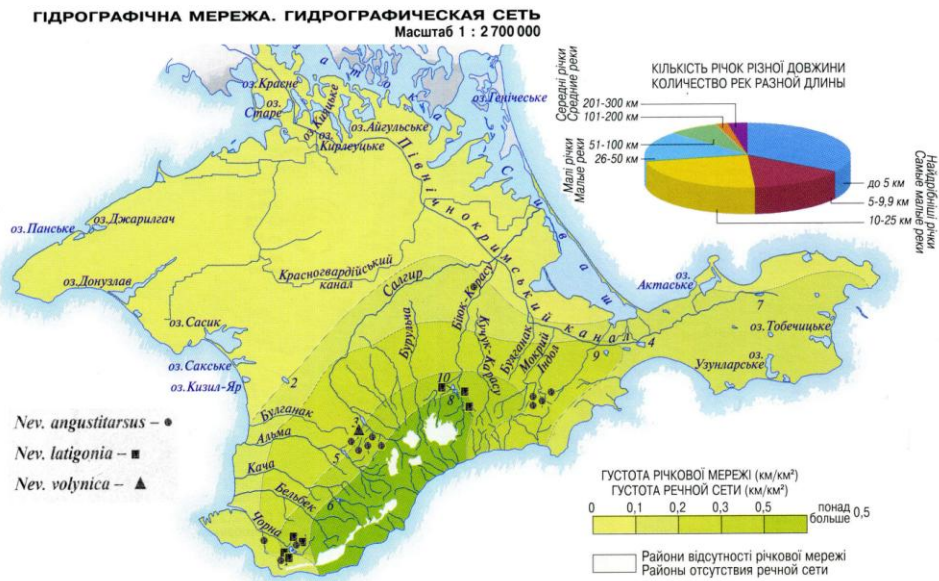 ГІДРОГРАФІЧНА МЕРЕЖА. ГИДРОГРАФИЧЕСКАЯ СЕТЬ
Масштаб 1 : 2 700 000
КІЛЬКІСТЬ РІЧОК РІЗНОЇ ДОВЖИНИ
КОЛИЧЕСТВО РЕК РАЗНОЙ ДЛИНЫ
Середні річки
Средние реки
201-300 км
101-200 км
Малі річки
Малые реки
51-100 км
26-50 км
до 5 км
5-9,9 км
10-25 км
Найдрібніші річки
Самые малые реки
оз.Красне
оз.
Старе
оз.Киятське
оз.Айгульське
оз.
Кирлеуцьке
оз.Генічеське
Сиваш
оз.Панське
оз.Джарилгач
оз.Донузлав
оз.Сасик
оз.Сакське
оз.Кизил-Яр
Північнокримський канал
Красногвардійський
канал
Салгир
Бурульча
Біюк-Карасу
Кучук-Карасу
Булганак
Мокрий
Індол
оз.
Акташське
оз.Тобечицьке
оз.
Узунларське
Булганак
Альма
Кача
Бельбек
Чорна
2
3
4
5
6
7
8
9
10
Nev. angustitarsus –
Nev. latigonia –
Nev. volynica –
ГУСТОТА РІЧКОВОЇ МЕРЕЖІ (км/км²)
ГУСТОТА РЕЧНОЙ СЕТИ (км/км²)
0 0,1 0,2 0,3 0,5 понад
больше 0,5
Райони відсутності річкової мережі
Районы отсутствия речной сети